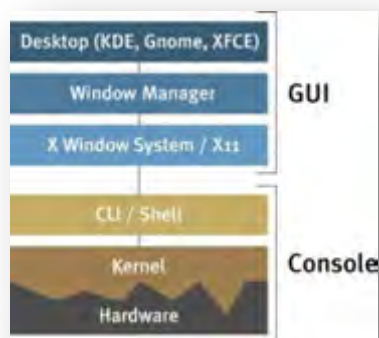 Desktop (KDE, Gnome, XFCE)
Window Manager
GUI
X Window System / X11
CLI / Shell
Kernel
Console
Hardware